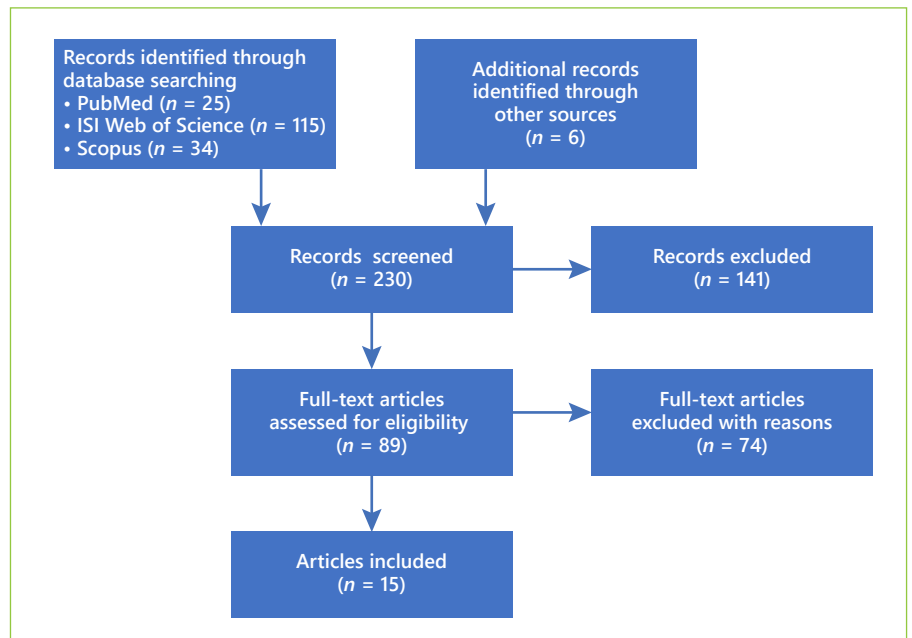 Records identified through
database searching
• PubMed (n = 25)
• ISI Web of Science (n = 115)
• Scopus (n = 34)
Additional records
identified through
other sources
(n = 6)
Records screened
(n = 230)
Records excluded
(n = 141)
Full-text articles
assessed for eligibility
(n = 89)
Full-text articles
excluded with reasons
(n = 74)
Articles included
(n = 15)